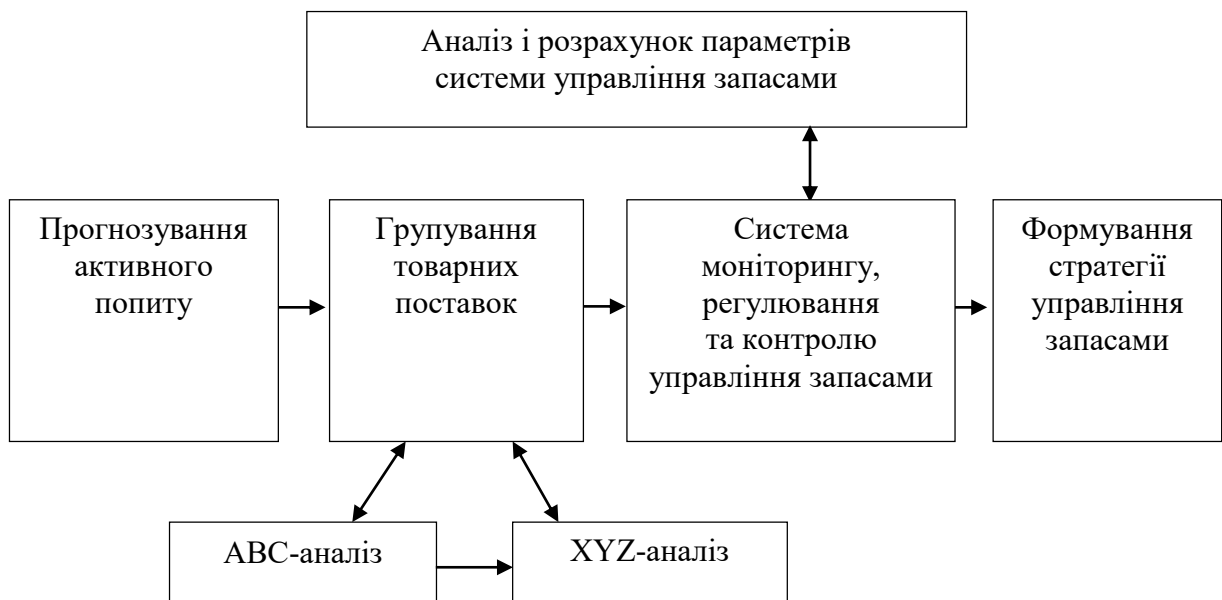 Аналіз і розрахунок параметрів
системи управління запасами
Прогнозування
активного
попиту
Групування
товарних
поставок
Система
моніторингу,
регулювання
та контролю
управління запасами
Формування
стратегії
управління
запасами
АВС-аналіз
XYZ-аналіз